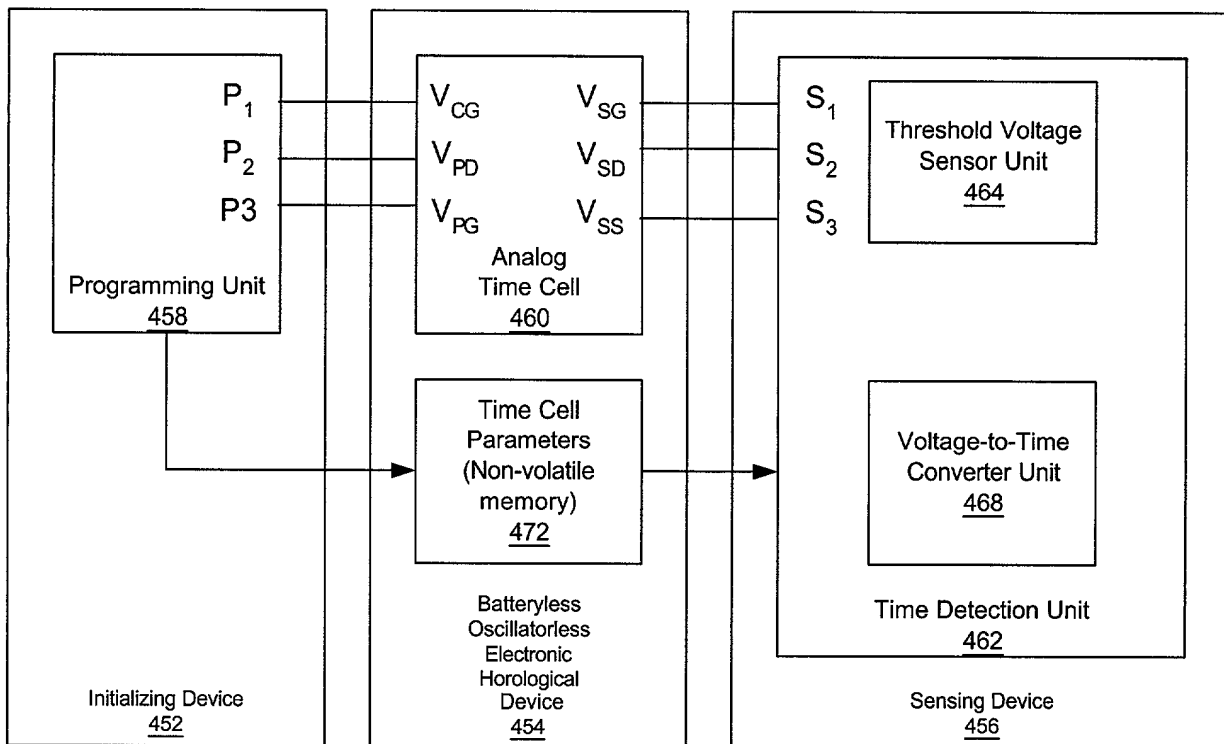 P1
P2
P3
Programming Unit
458
Initializing Device
452
VCG
VPD
VPG
VSG
VSD
VSS
Analog
Time Cell
460
Time Cell
Parameters
(Non-volatile
memory)
472
Batteryless
Oscillatorless
Electronic
Horological
Device
454
S1
S2
S3
Threshold Voltage
Sensor Unit
464
Voltage-to-Time
Converter Unit
468
Time Detection Unit
462
Sensing Device
456